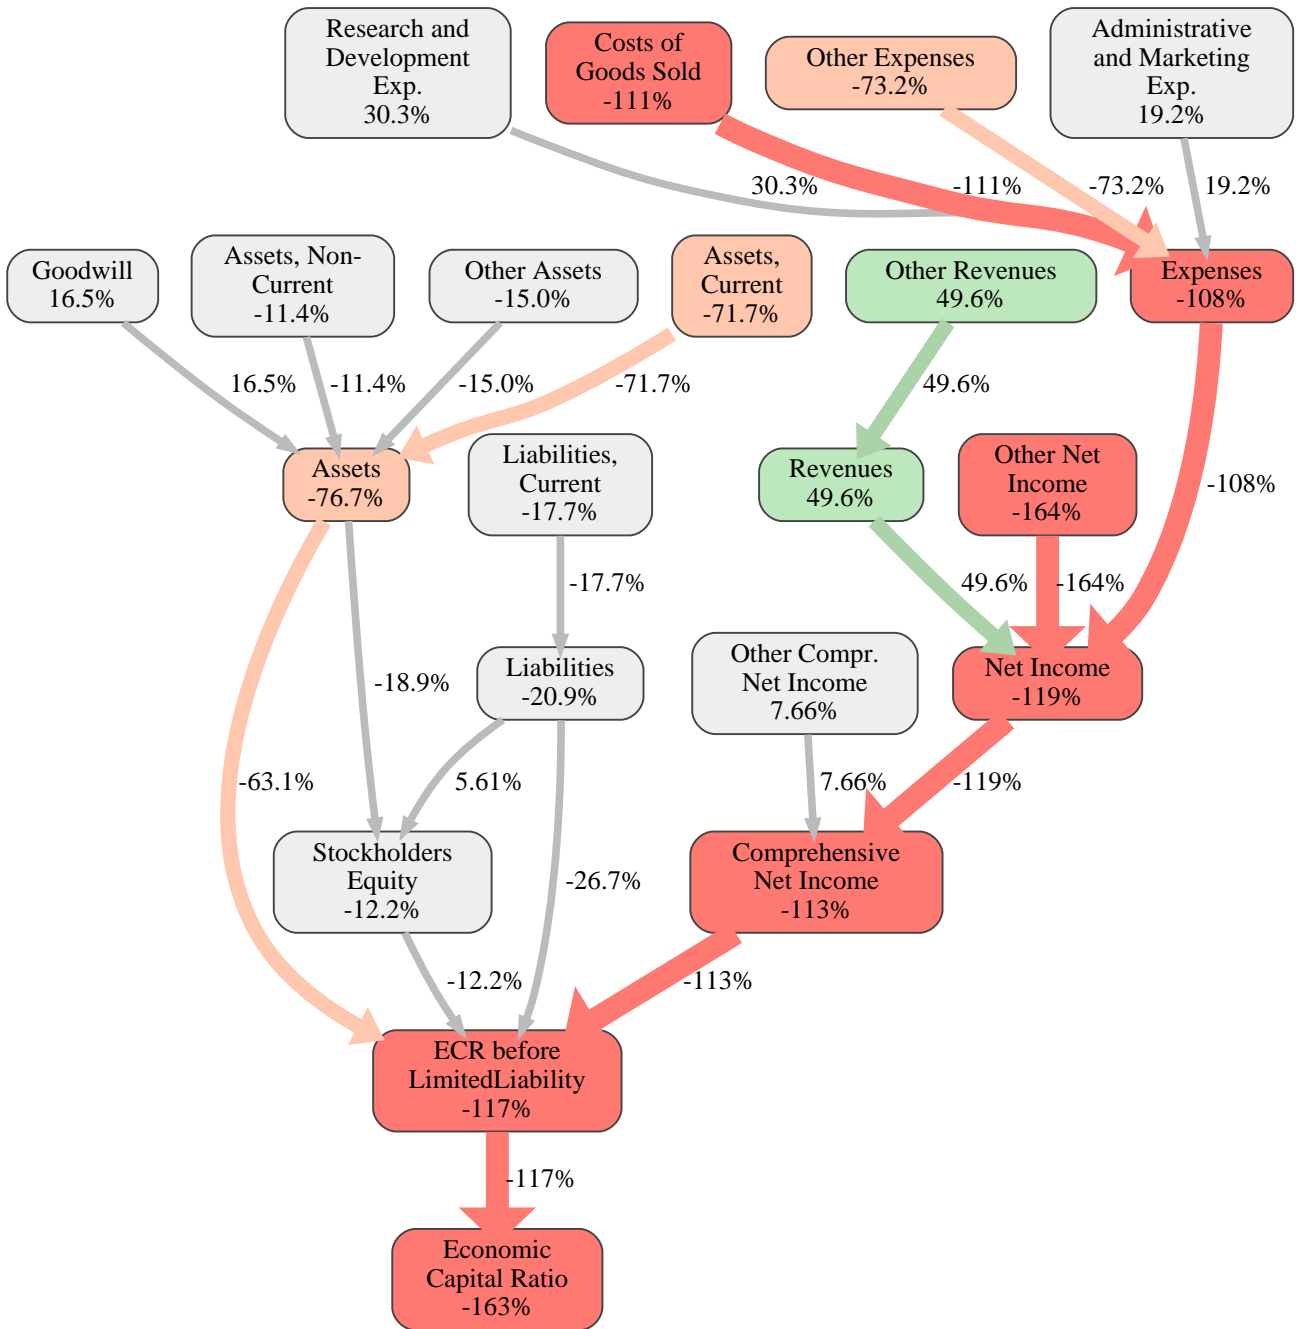 Research and
Development
Exp.
30.3%
Costs of
Goods Sold
-111%
Other Expenses
-73.2%
Administrative
and Marketing
Exp.
19.2%
30.3%
-111%
-73.2%
19.2%
Goodwill
16.5%
Assets, Non-
Current
-11.4%
Other Assets
-15.0%
Assets,
Current
-71.7%
Other Revenues
49.6%
Expenses
-108%
16.5%
-11.4%
-15.0%
-71.7%
49.6%
-108%
Assets
-76.7%
Liabilities,
Current
-17.7%
Revenues
49.6%
Other Net
Income
-164%
-17.7%
49.6%
-164%
-18.9%
Liabilities
-20.9%
Other Compr.
Net Income
7.66%
Net Income
-119%
-63.1%
5.61%
-26.7%
7.66%
-119%
Stockholders
Equity
-12.2%
Comprehensive
Net Income
-113%
-12.2%
-113%
ECR before
LimitedLiability
-117%
-117%
Economic
Capital Ratio
-163%